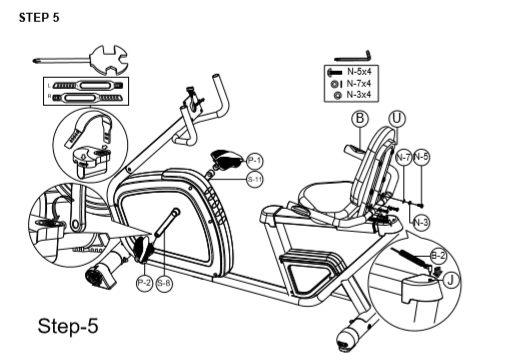 STEP 5
L
R
N-5x4
N-7x4
N-3x4
B
U
P-1
S-11
N-7
N-5
N-3
B-2
J
P-2
S-8
Step-5